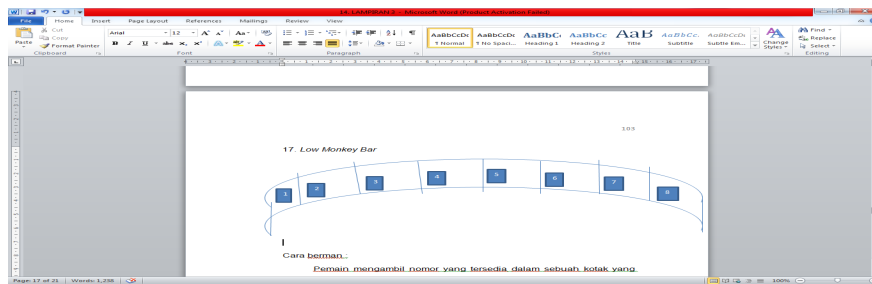 14. LAMPIRAN 2 - Microsoft Word (Product Activation Failed)
File Home Insert Page Layout References Mailings Review View
Cut
Copy
Format Painter
Paste
Clipboard
Arial 12
Font
Paragraph
AaBbCcDc AaBbCcDc AaBbC AaBbCc AaB AaBbCc. AaBbCcDc
¶ Normal ¶ No Spaci... Heading 1 Heading 2 Title Subtitle Subtle Em...
Change Styles
Styles
Find
Replace
Select
Editing
103
17. Low Monkey Bar
1 2 3 4 5 6 7 8
Cara berman :
Pemain mengambil nomor yang tersedia dalam sebuah kotak yang
Page: 17 of 21 Words: 1,238 100%